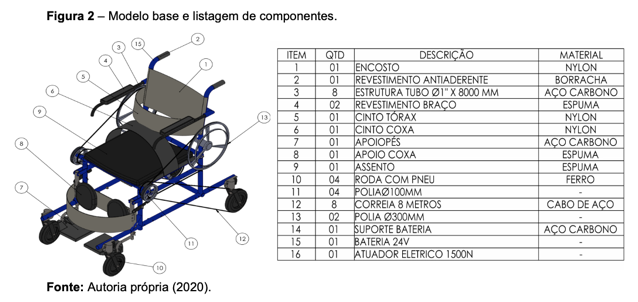 Figura 2 – Modelo base e listagem de componentes.
15
2
3
1
4
5
6
9
13
8
7
11
12
10
ITEM QTD DESCRIÇÃO MATERIAL
1 01 ENCOSTO NYLON
2 01 REVESTIMENTO ANTIADERENTE BORRACHA
3 8 ESTRUTURA TUBO Ø1" X 8000 MM AÇO CARBONO
4 02 REVESTIMENTO BRAÇO ESPUMA
5 01 CINTO TÓRAX NYLON
6 01 CINTO COXA NYLON
7 01 APOIOPÉS AÇO CARBONO
8 01 APOIO COXA ESPUMA
9 01 ASSENTO ESPUMA
10 04 RODA COM PNEU FERRO
11 04 POLIAØ100MM -
12 8 CORREIA 8 METROS CABO DE AÇO
13 02 POLIA Ø300MM -
14 01 SUPORTE BATERIA AÇO CARBONO
15 01 BATERIA 24V -
16 01 ATUADOR ELETRICO 1500N -
Fonte: Autoria própria (2020).